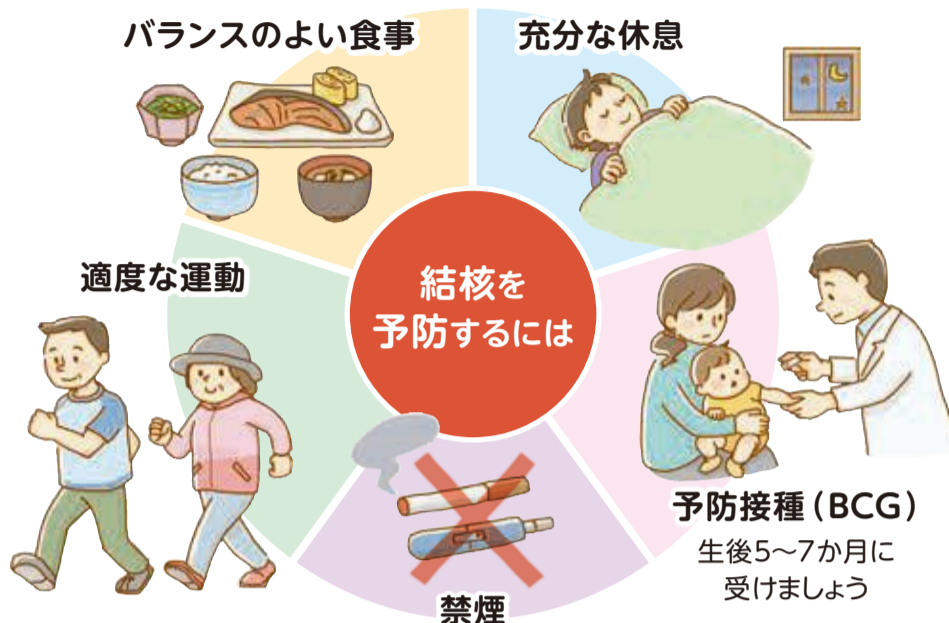 バランスのよい食事
充分な休息
適度な運動
結核を
予防するには
予防接種（BCG）
生後5～7か月に
受けましょう
禁煙